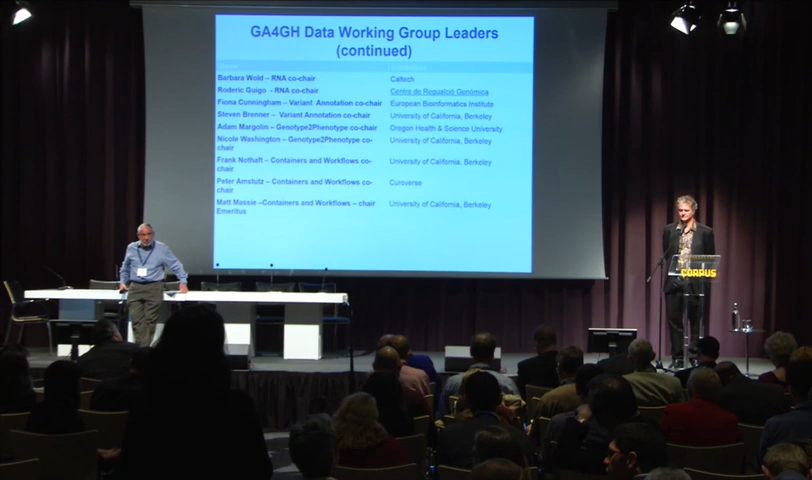 GA4GH Data Working Group Leaders
(continued)
Barbara Wold – RNA co-chair Caltech
Roderic Guigo - RNA co-chair Centre de Regualció Genòmica
Fiona Cunningham – Variant Annotation co-chair European Bioinformatics Institute
Steven Brenner – Variant Annotation co-chair University of California, Berkeley
Adam Margolin – Genotype2Phenotype co-chair Oregon Health & Science University
Nicole Washington – Genotype2Phenotype co- University of California, Berkeley
chair
Frank Nothaft – Containers and Workflows co- University of California, Berkeley
chair
Peter Amstutz – Containers and Workflows co- Curoverse
chair
Matt Massie –Containers and Workflows – chair University of California, Berkeley
Emeritus
CORPUS